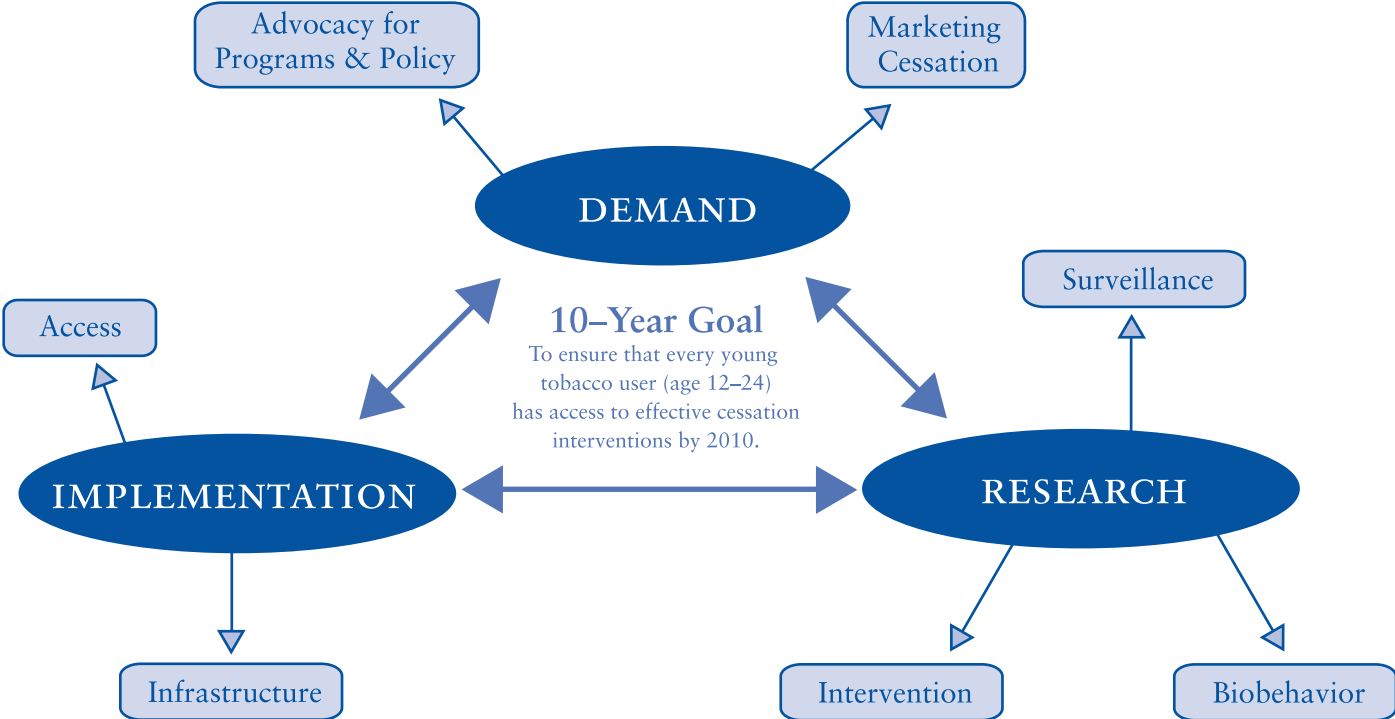 Advocacy for
Programs & Policy
Marketing
Cessation
DEMAND
Surveillance
Access
10–Year Goal
To ensure that every young
tobacco user (age 12–24)
has access to effective cessation
interventions by 2010.
IMPLEMENTATION
RESEARCH
Infrastructure
Intervention
Biobehavior